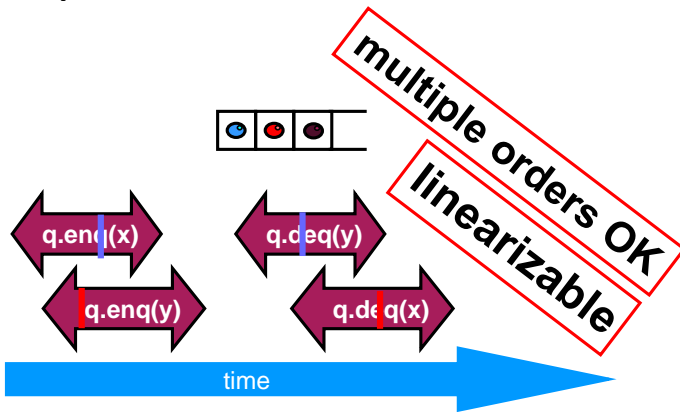 multiple orders OK
linearizable
q.enq(x)
q.deq(y)
q.enq(y)
q.deq(x)
time